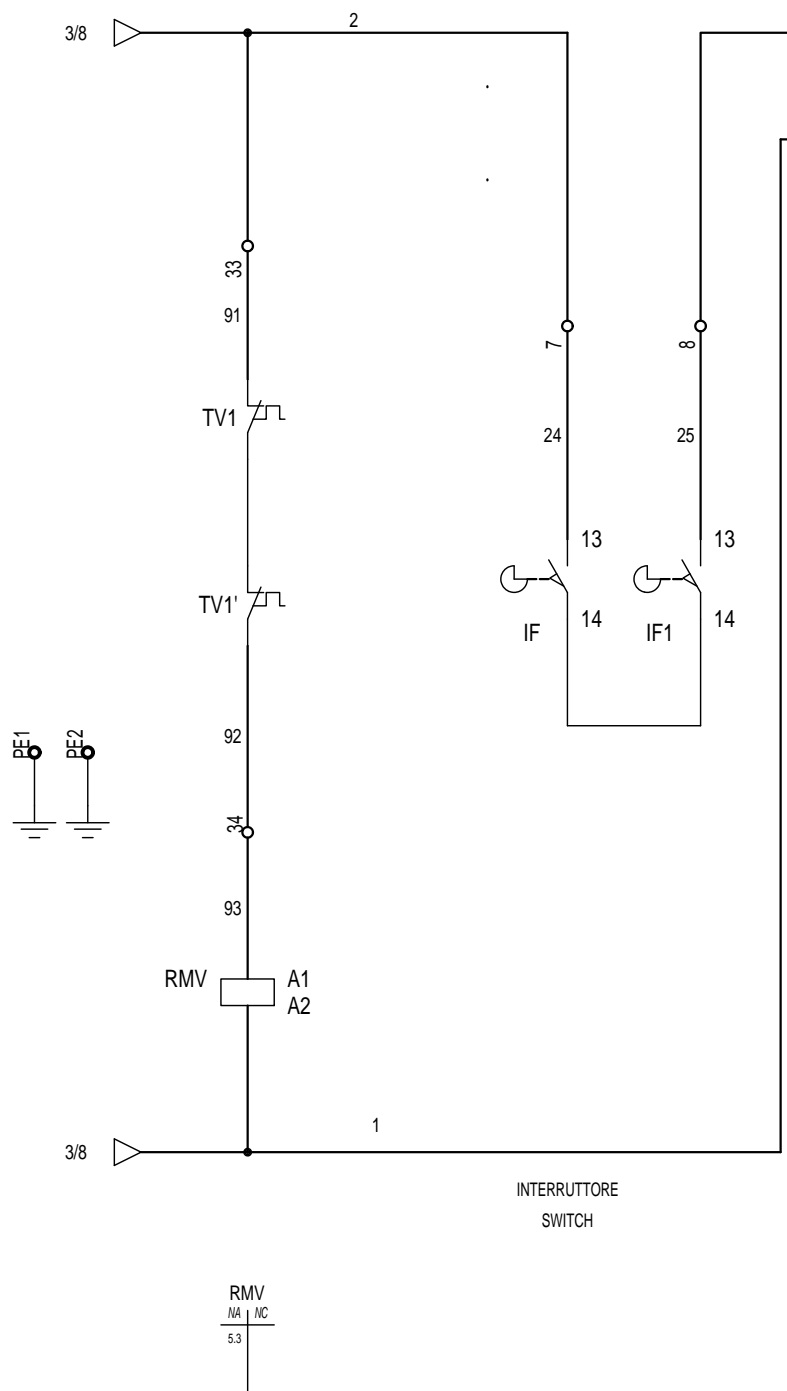 2
3/8
33
91
7
8
TV1
24
25
13
13
TV1'
14
14
IF
IF1
PE1
PE2
92
34
93
RMV
A1
A2
1
3/8
INTERRUTTORE
SWITCH
RMV
NA NC
5.3